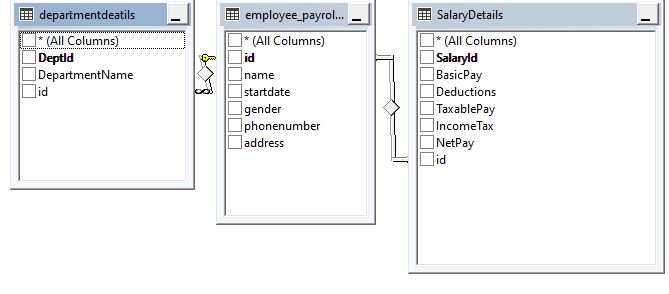 departmentdeatils
* (All Columns)
DeptId
DepartmentName
id
employee_payrol...
* (All Columns)
id
name
startdate
gender
phonenumber
address
SalaryDetails
* (All Columns)
SalaryId
BasicPay
Deductions
TaxablePay
IncomeTax
NetPay
id